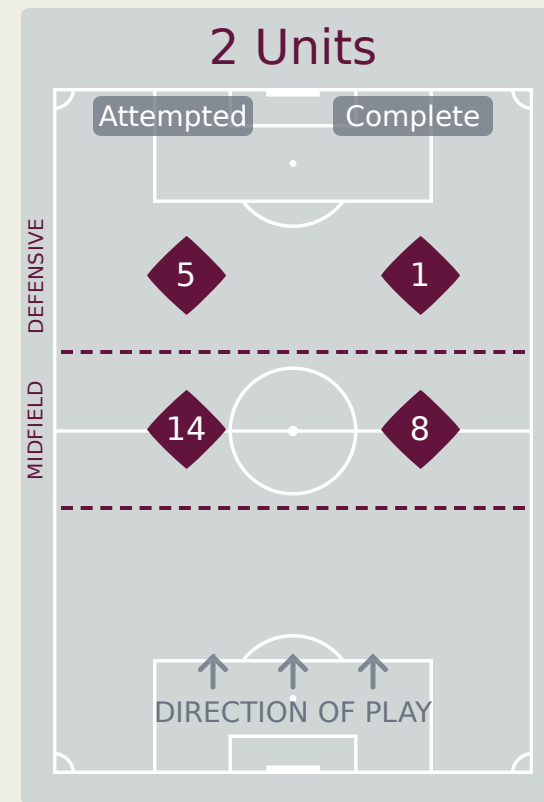 2 Units
Attempted
Complete
DEFENSIVE
5
1
MIDFIELD
14
8
DIRECTION OF PLAY